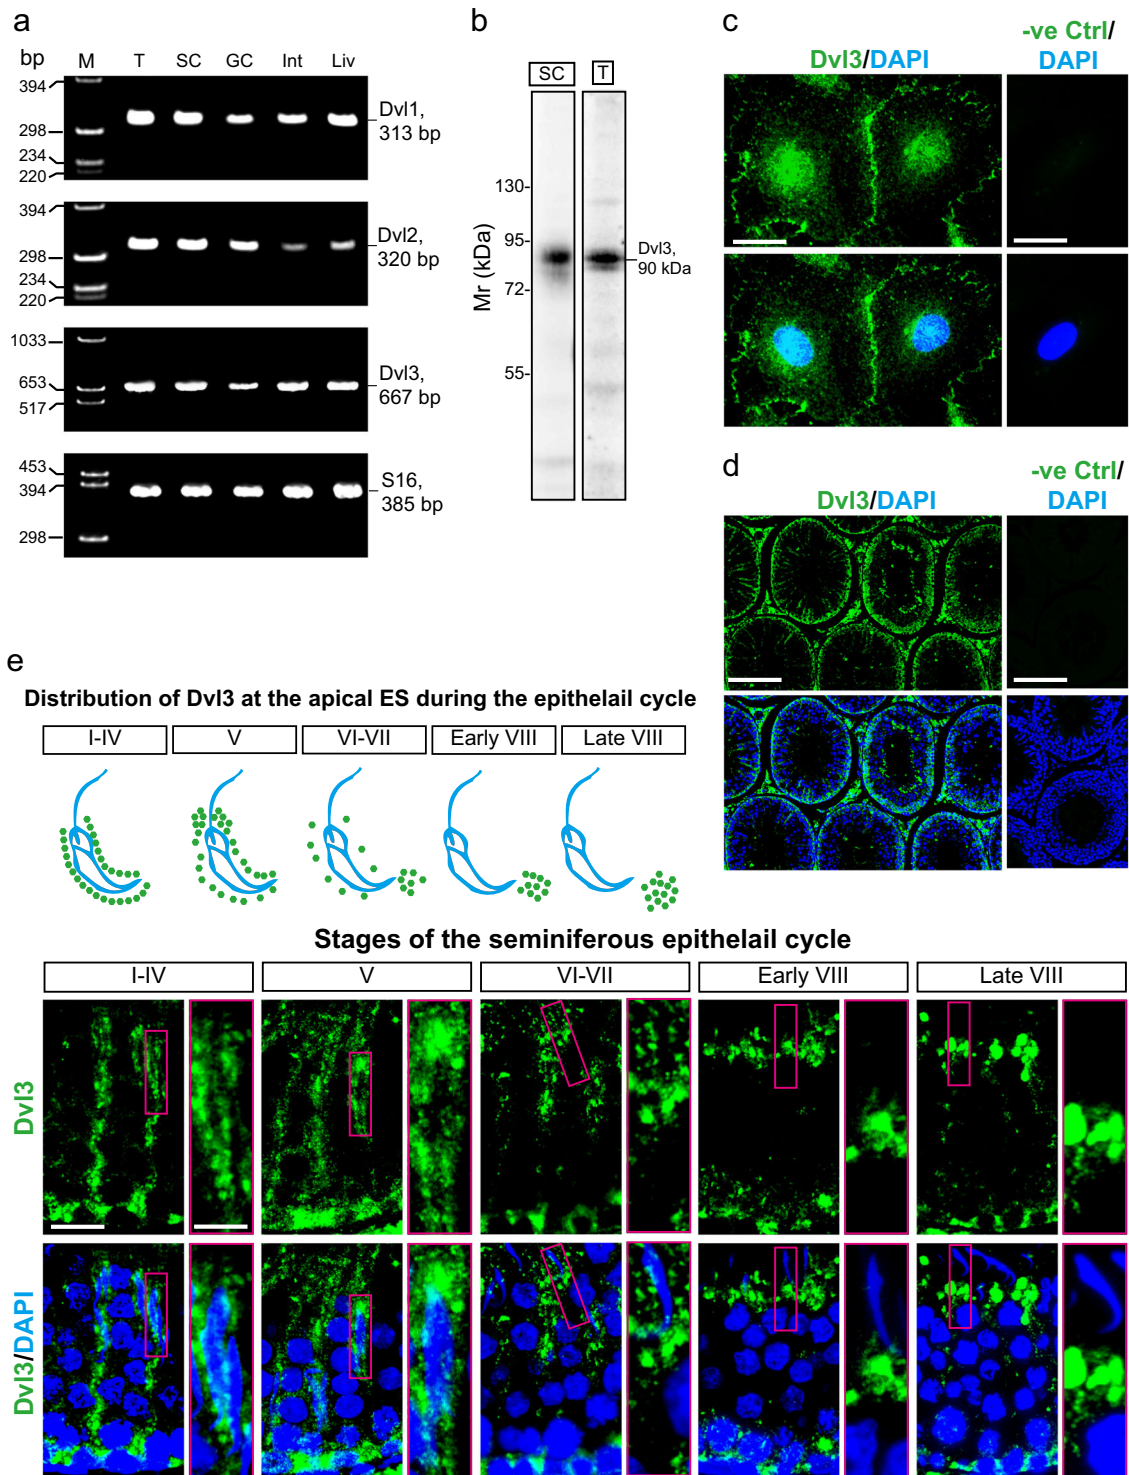 a
bp M T SC GC Int Liv
394
298
234
220
Dvl1,
313 bp
394
298
234
220
Dvl2,
320 bp
1033
653
517
Dvl3,
667 bp
453
394
298
S16,
385 bp
b
SC T
Mr (kDa)
130-
95-
72-
55-
Dvl3,
90 kDa
c
Dvl3/DAPI
-ve Ctrl/
DAPI
d
Dvl3/DAPI
-ve Ctrl/
DAPI
e
Distribution of Dvl3 at the apical ES during the epithelail cycle
I-IV V VI-VII Early VIII Late VIII
Stages of the seminiferous epithelail cycle
I-IV V VI-VII Early VIII Late VIII
Dvl3
Dvl3/DAPI